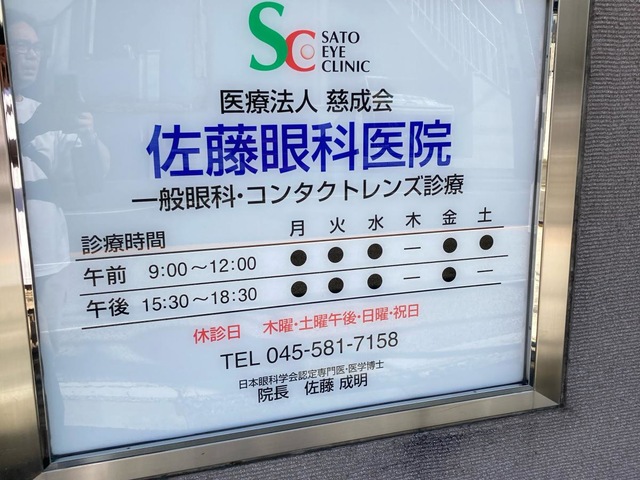 SC
SATO
EYE
CLINIC
医療法人 慈成会
佐藤眼科医院
一般眼科・コンタクトレンズ診療
診療時間 月 火 水 木 金 土
午前 9:00～12:00 ● ● ● — ● ●
午後 15:30～18:30 ● ● ● — ● —
休診日 木曜・土曜午後・日曜・祝日
TEL 045-581-7158
日本眼科学会認定専門医・医学博士
院長 佐藤 成明